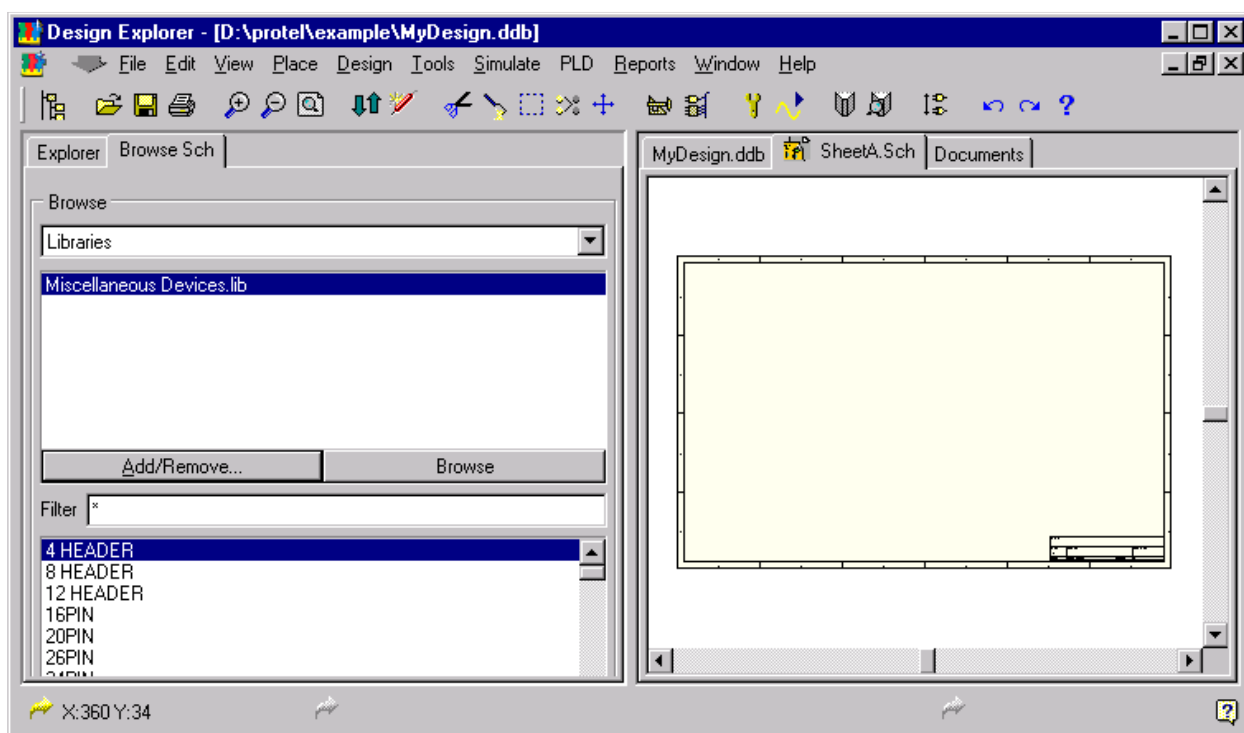 Design Explorer - [D:\protel\example\MyDesign.ddb]
File Edit View Place Design Tools Simulate PLD Reports Window Help
Explorer Browse Sch
MyDesign.ddb SheetA.Sch Documents
Browse
Libraries
Miscellaneous Devices.lib
Add/Remove... Browse
Filter *
4 HEADER
8 HEADER
12 HEADER
16PIN
20PIN
26PIN
X:360 Y:34